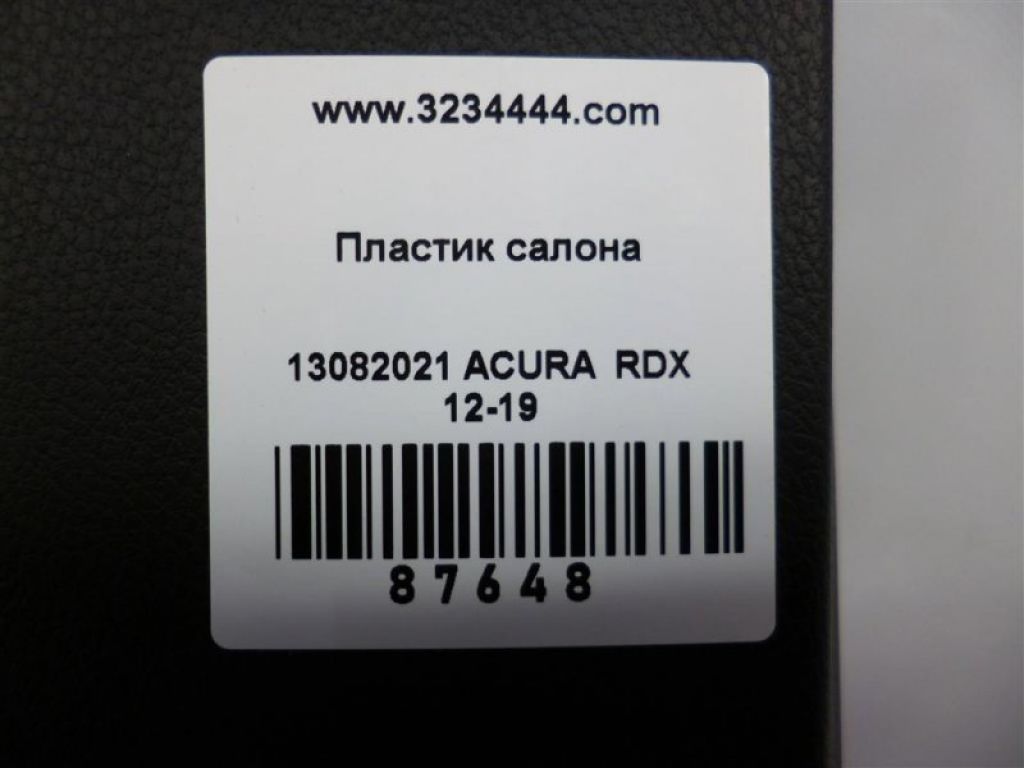 www.3234444.com
Пластик салона
13082021 ACURA RDX
12-19
87648